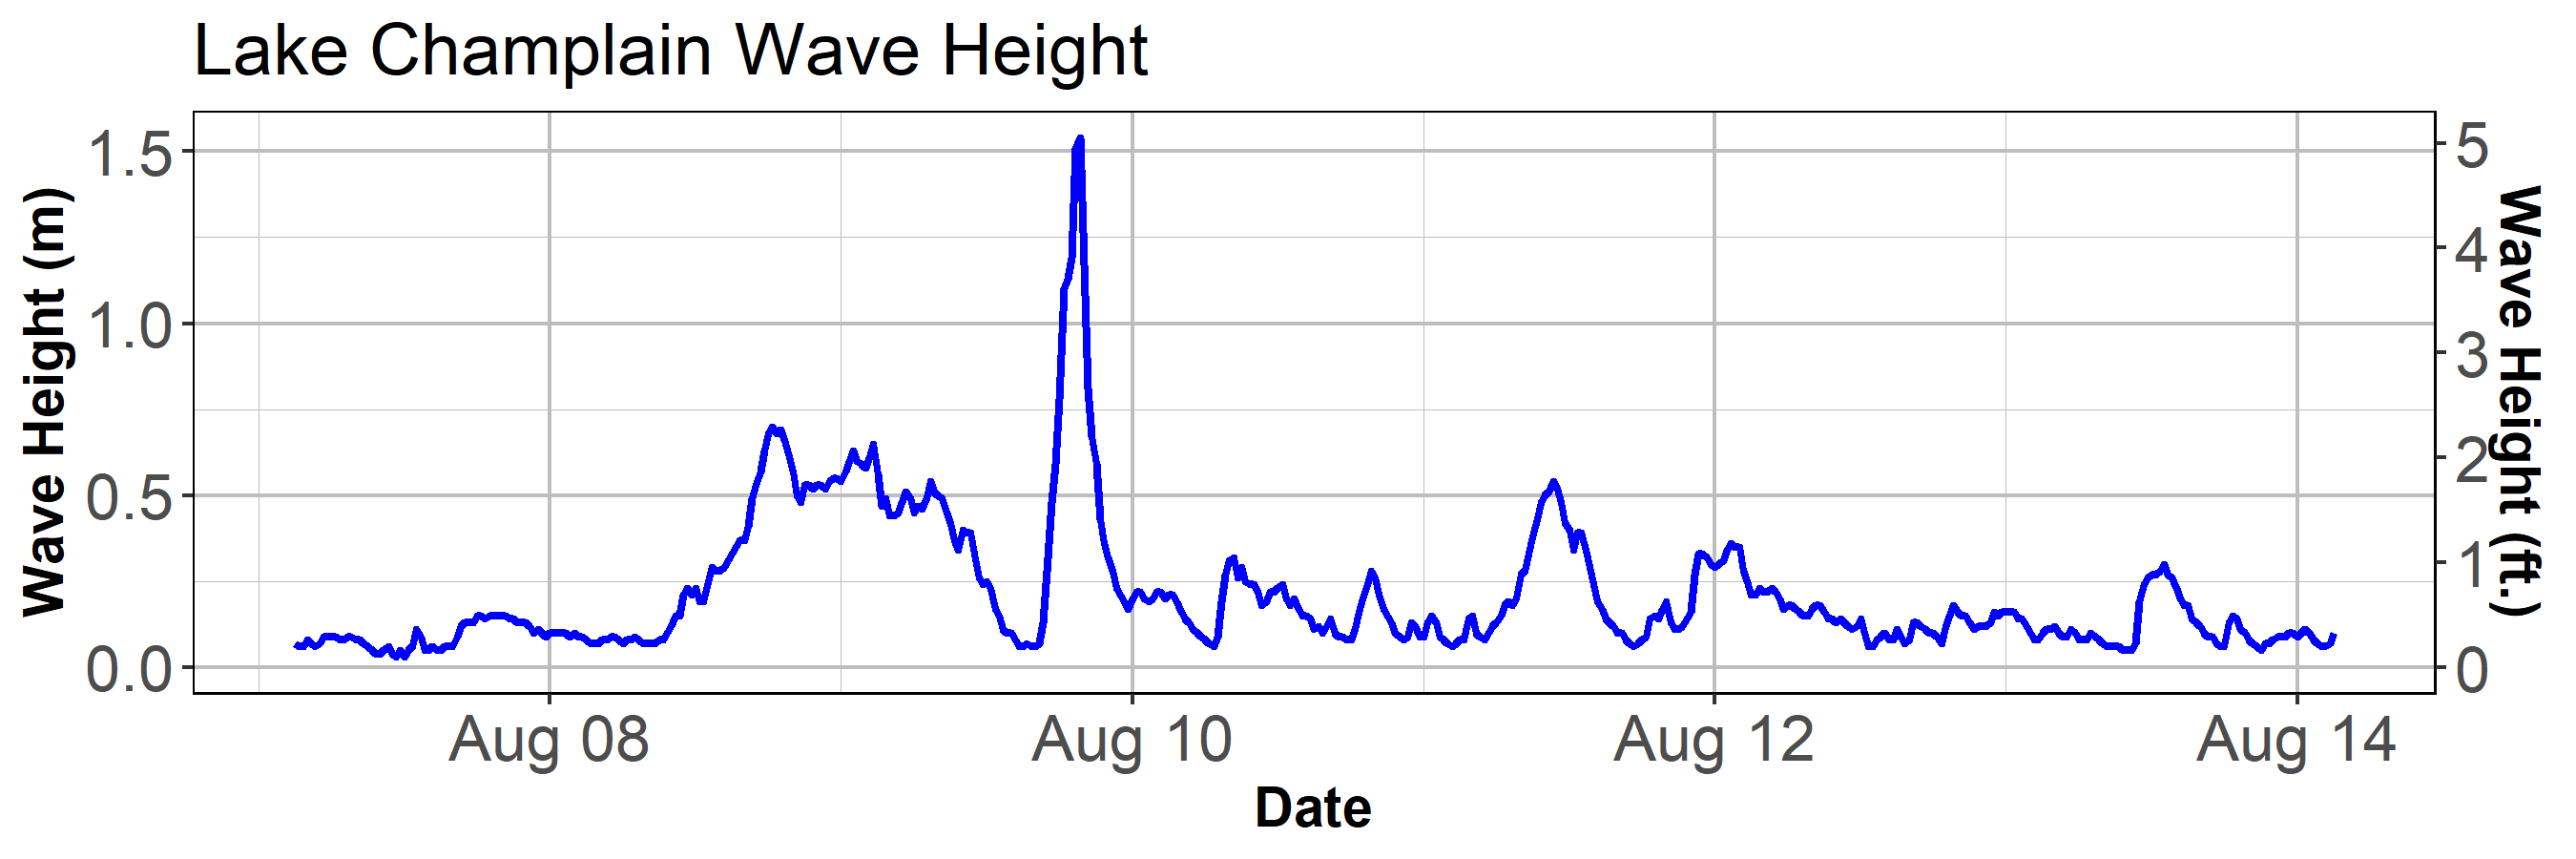 Lake Champlain Wave Height
Wave Height (m)
1.5
1.0
0.5
0.0
5
4
3
2
1
0
Wave Height (ft.)
Aug 08
Aug 10
Aug 12
Aug 14
Date